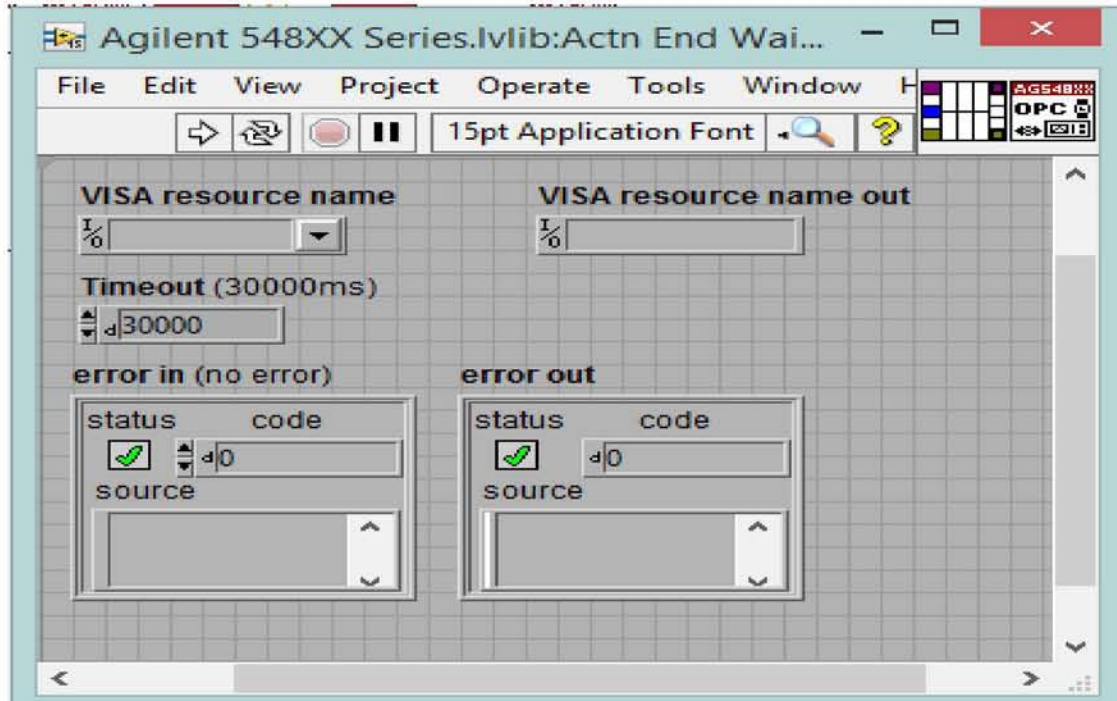 Agilent 548XX Series.lvlib:Actn End Wai...
File Edit View Project Operate Tools Window H
15pt Application Font
AG548XX
OPC
VISA resource name
VISA resource name out
I/O
I/O
Timeout (30000ms)
d 30000
error in (no error)
error out
status code
status code
d 0
d 0
source
source